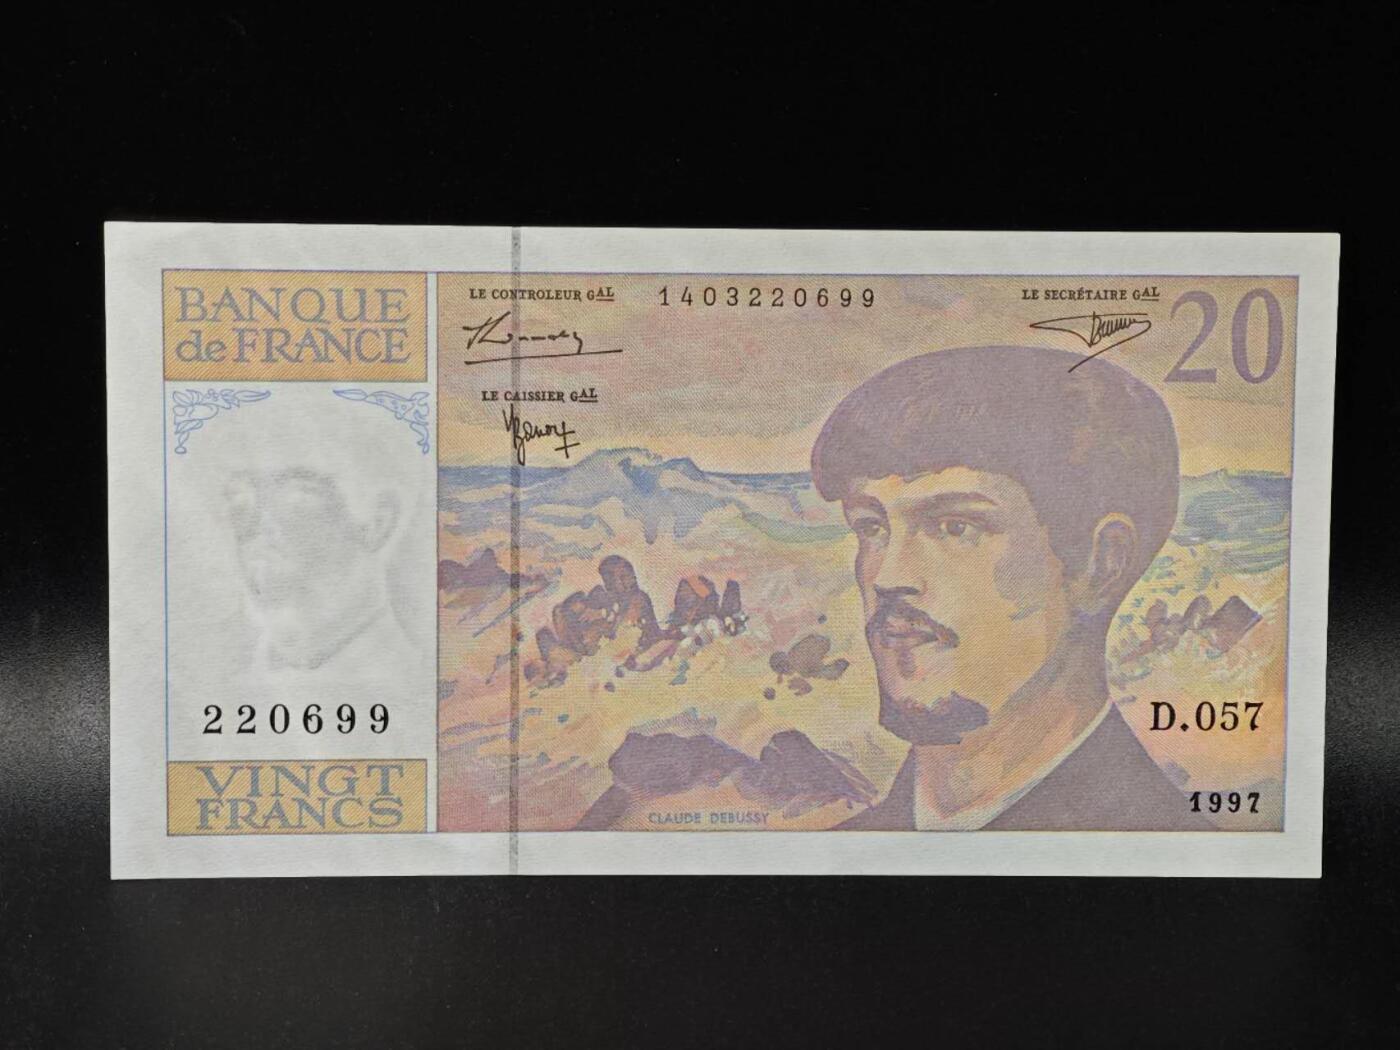 BANQUE
de FRANCE
LE CONTROLEUR GAL
1403220699
LE SECRÉTAIRE GAL
20
LE CAISSIER GAL
220699
D.057
VINGT
FRANCS
1997
CLAUDE DEBUSSY